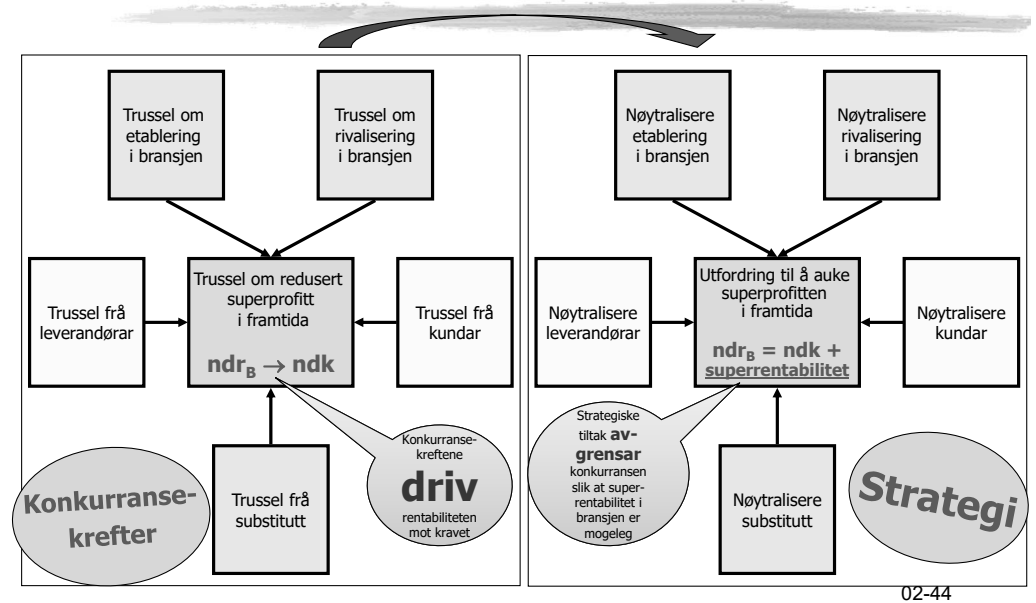 Trussel om
etablering
i bransjen
Trussel om
rivalisering
i bransjen
Trussel frå
leverandørar
Trussel om redusert
superprofitt
i framtida
ndr_B → ndk
Trussel frå
kundar
Konkurranse-
kreftene
driv
rentabiliteten
mot kravet
Konkurranse-
krefter
Trussel frå
substitutt
Nøytralisere
etablering
i bransjen
Nøytralisere
rivalisering
i bransjen
Nøytralisere
leverandørar
Utfordring til å auke
superprofitten
i framtida
ndr_B = ndk +
superrentabilitet
Nøytralisere
kundar
Strategiske
tiltak av-
grensar
konkurransen
slik at super-
rentabilitet i
bransjen er
mogeleg
Nøytralisere
substitutt
Strategi
02-44